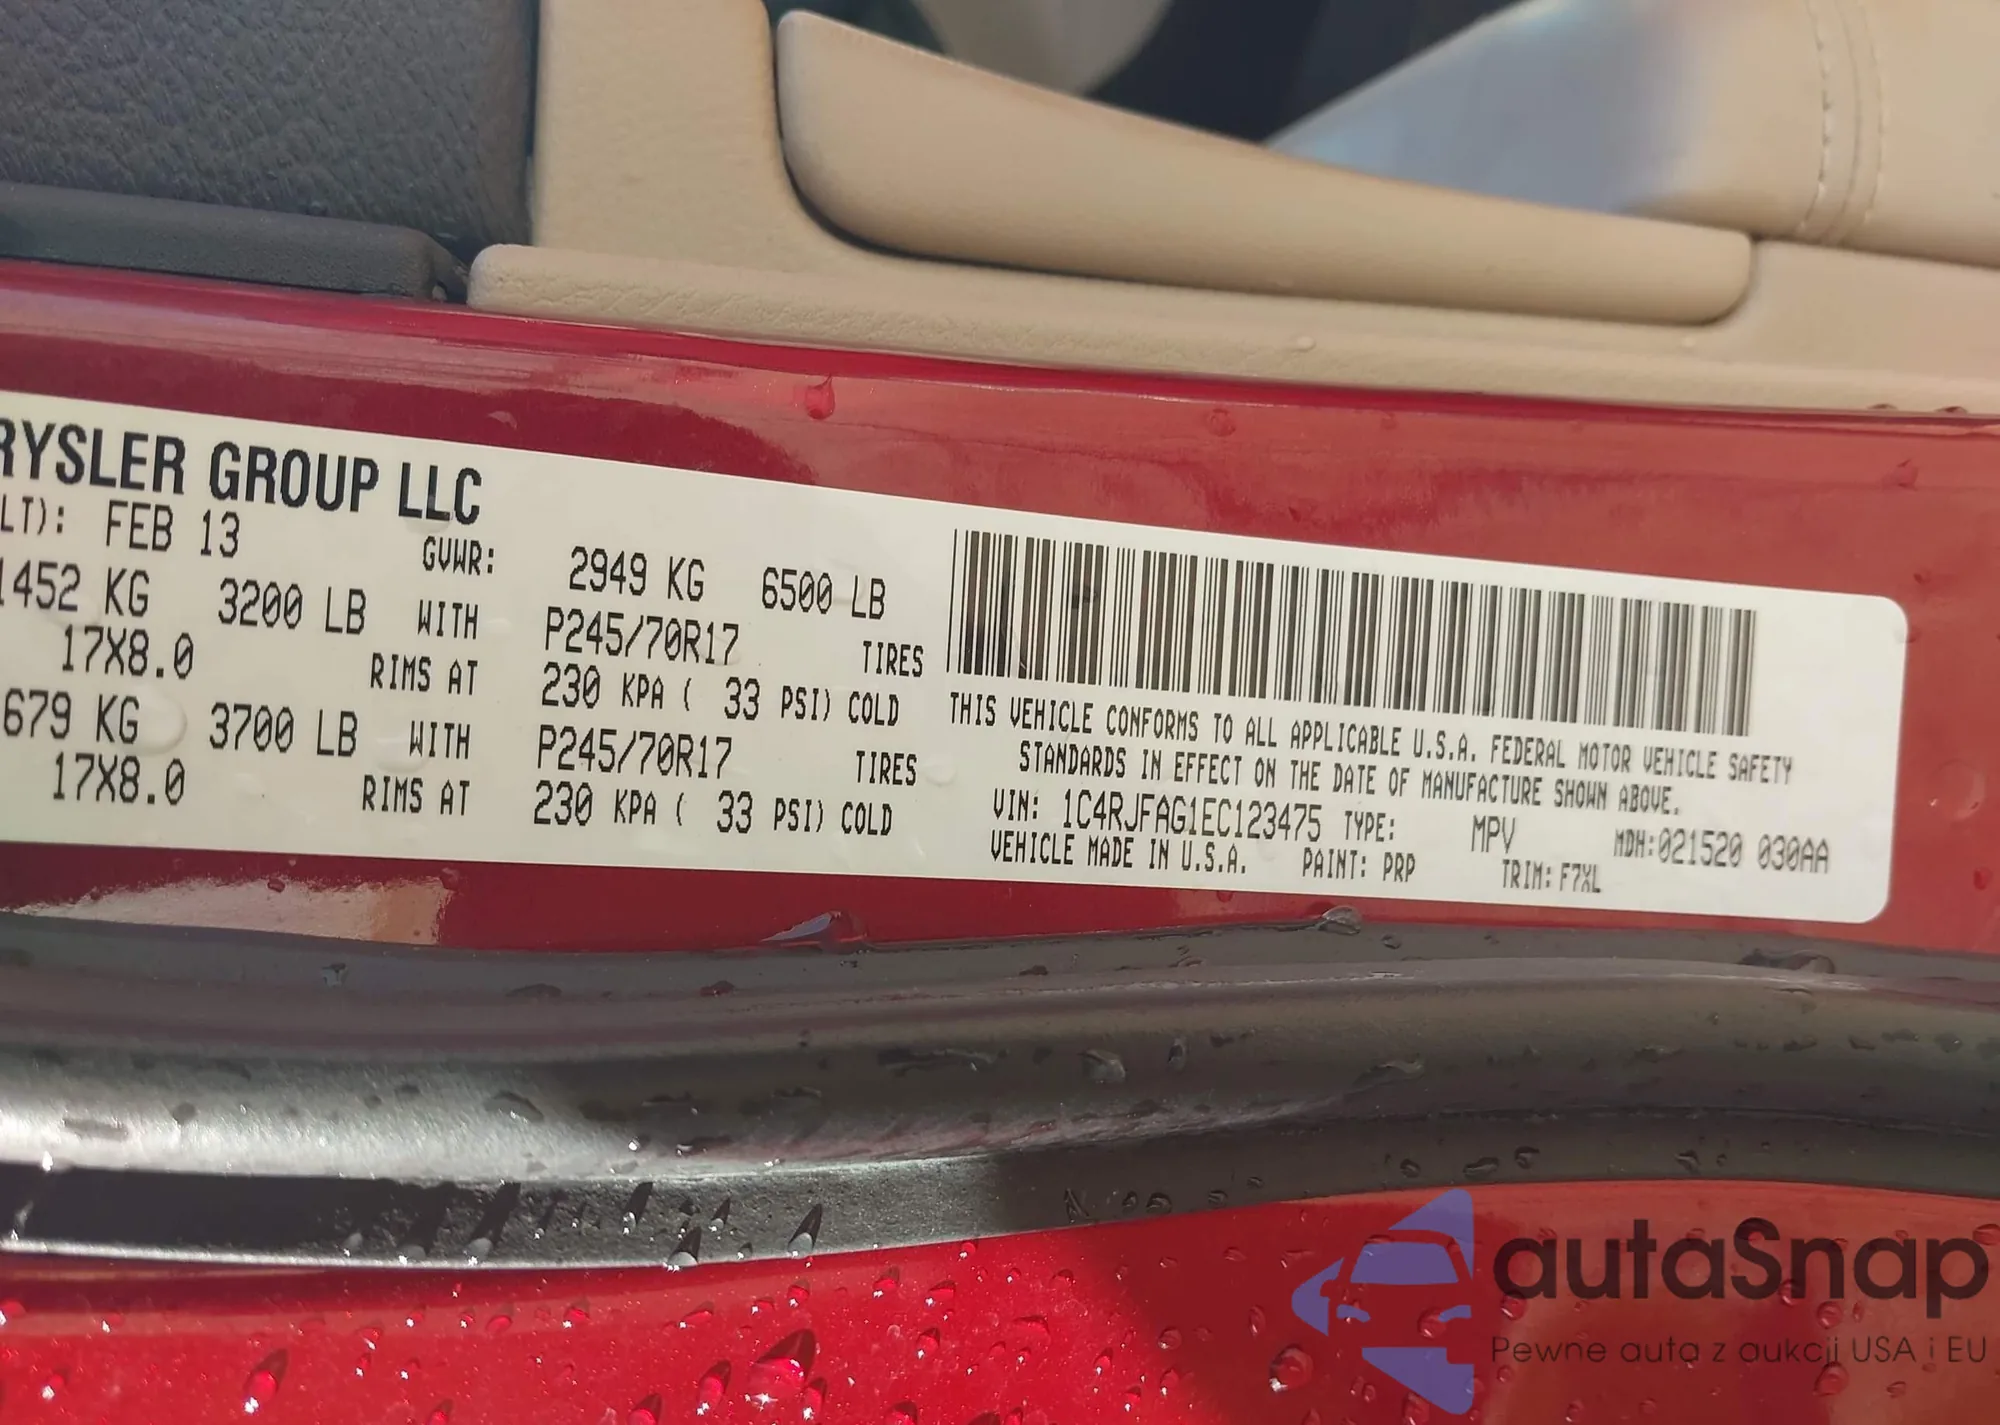 RYSLER GROUP LLC
LT): FEB 13 GVWR: 2949 KG 6500 LB
1452 KG 3200 LB WITH P245/70R17 TIRES
17X8.0 RIMS AT 230 KPA ( 33 PSI) COLD
679 KG 3700 LB WITH P245/70R17 TIRES
17X8.0 RIMS AT 230 KPA ( 33 PSI) COLD
THIS VEHICLE CONFORMS TO ALL APPLICABLE U.S.A. FEDERAL MOTOR VEHICLE SAFETY
STANDARDS IN EFFECT ON THE DATE OF MANUFACTURE SHOWN ABOVE.
VIN: 1C4RJFAG1EC123475 TYPE: MPV MDH:021520 030AA
VEHICLE MADE IN U.S.A. PAINT: PRP TRIM: F7XL
autaSnap
Pewne auta z aukcji USA i EU